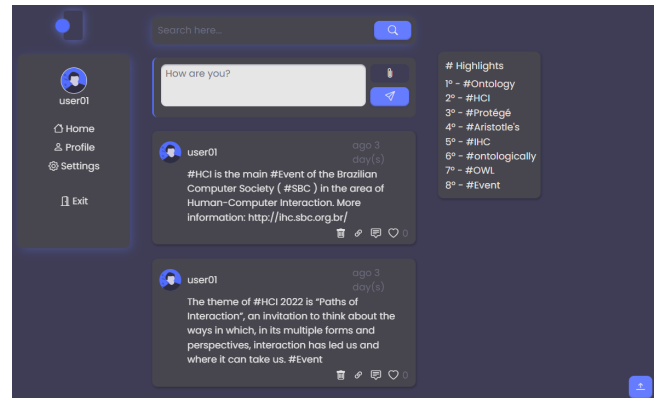 Search here...
user01
Home
Profile
Settings
Exit
How are you?
user01
ago 3
day(s)
#HCI is the main #Event of the Brazilian
Computer Society ( #SBC ) in the area of
Human-Computer Interaction. More
information: http://ihc.sbc.org.br/
0
user01
ago 3
day(s)
The theme of #HCI 2022 is “Paths of
Interaction”, an invitation to think about the
ways in which, in its multiple forms and
perspectives, interaction has led us and
where it can take us. #Event
0
# Highlights
1º - #Ontology
2º - #HCI
3º - #Protégé
4º - #Aristotle's
5º - #IHC
6º - #ontologically
7º - #OWL
8º - #Event